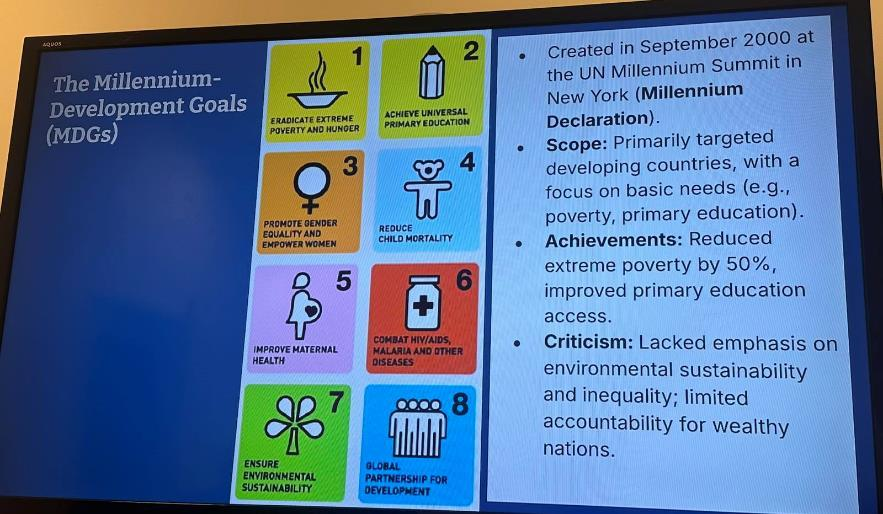 AQUOS
The Millennium-
Development Goals
(MDGs)
1
ERADICATE EXTREME
POVERTY AND HUNGER
2
ACHIEVE UNIVERSAL
PRIMARY EDUCATION
3
PROMOTE GENDER
EQUALITY AND
EMPOWER WOMEN
4
REDUCE
CHILD MORTALITY
5
IMPROVE MATERNAL
HEALTH
6
COMBAT HIV/AIDS,
MALARIA AND OTHER
DISEASES
7
ENSURE
ENVIRONMENTAL
SUSTAINABILITY
8
GLOBAL
PARTNERSHIP FOR
DEVELOPMENT
• Created in September 2000 at
the UN Millennium Summit in
New York (Millennium
Declaration).
• Scope: Primarily targeted
developing countries, with a
focus on basic needs (e.g.,
poverty, primary education).
• Achievements: Reduced
extreme poverty by 50%,
improved primary education
access.
• Criticism: Lacked emphasis on
environmental sustainability
and inequality; limited
accountability for wealthy
nations.